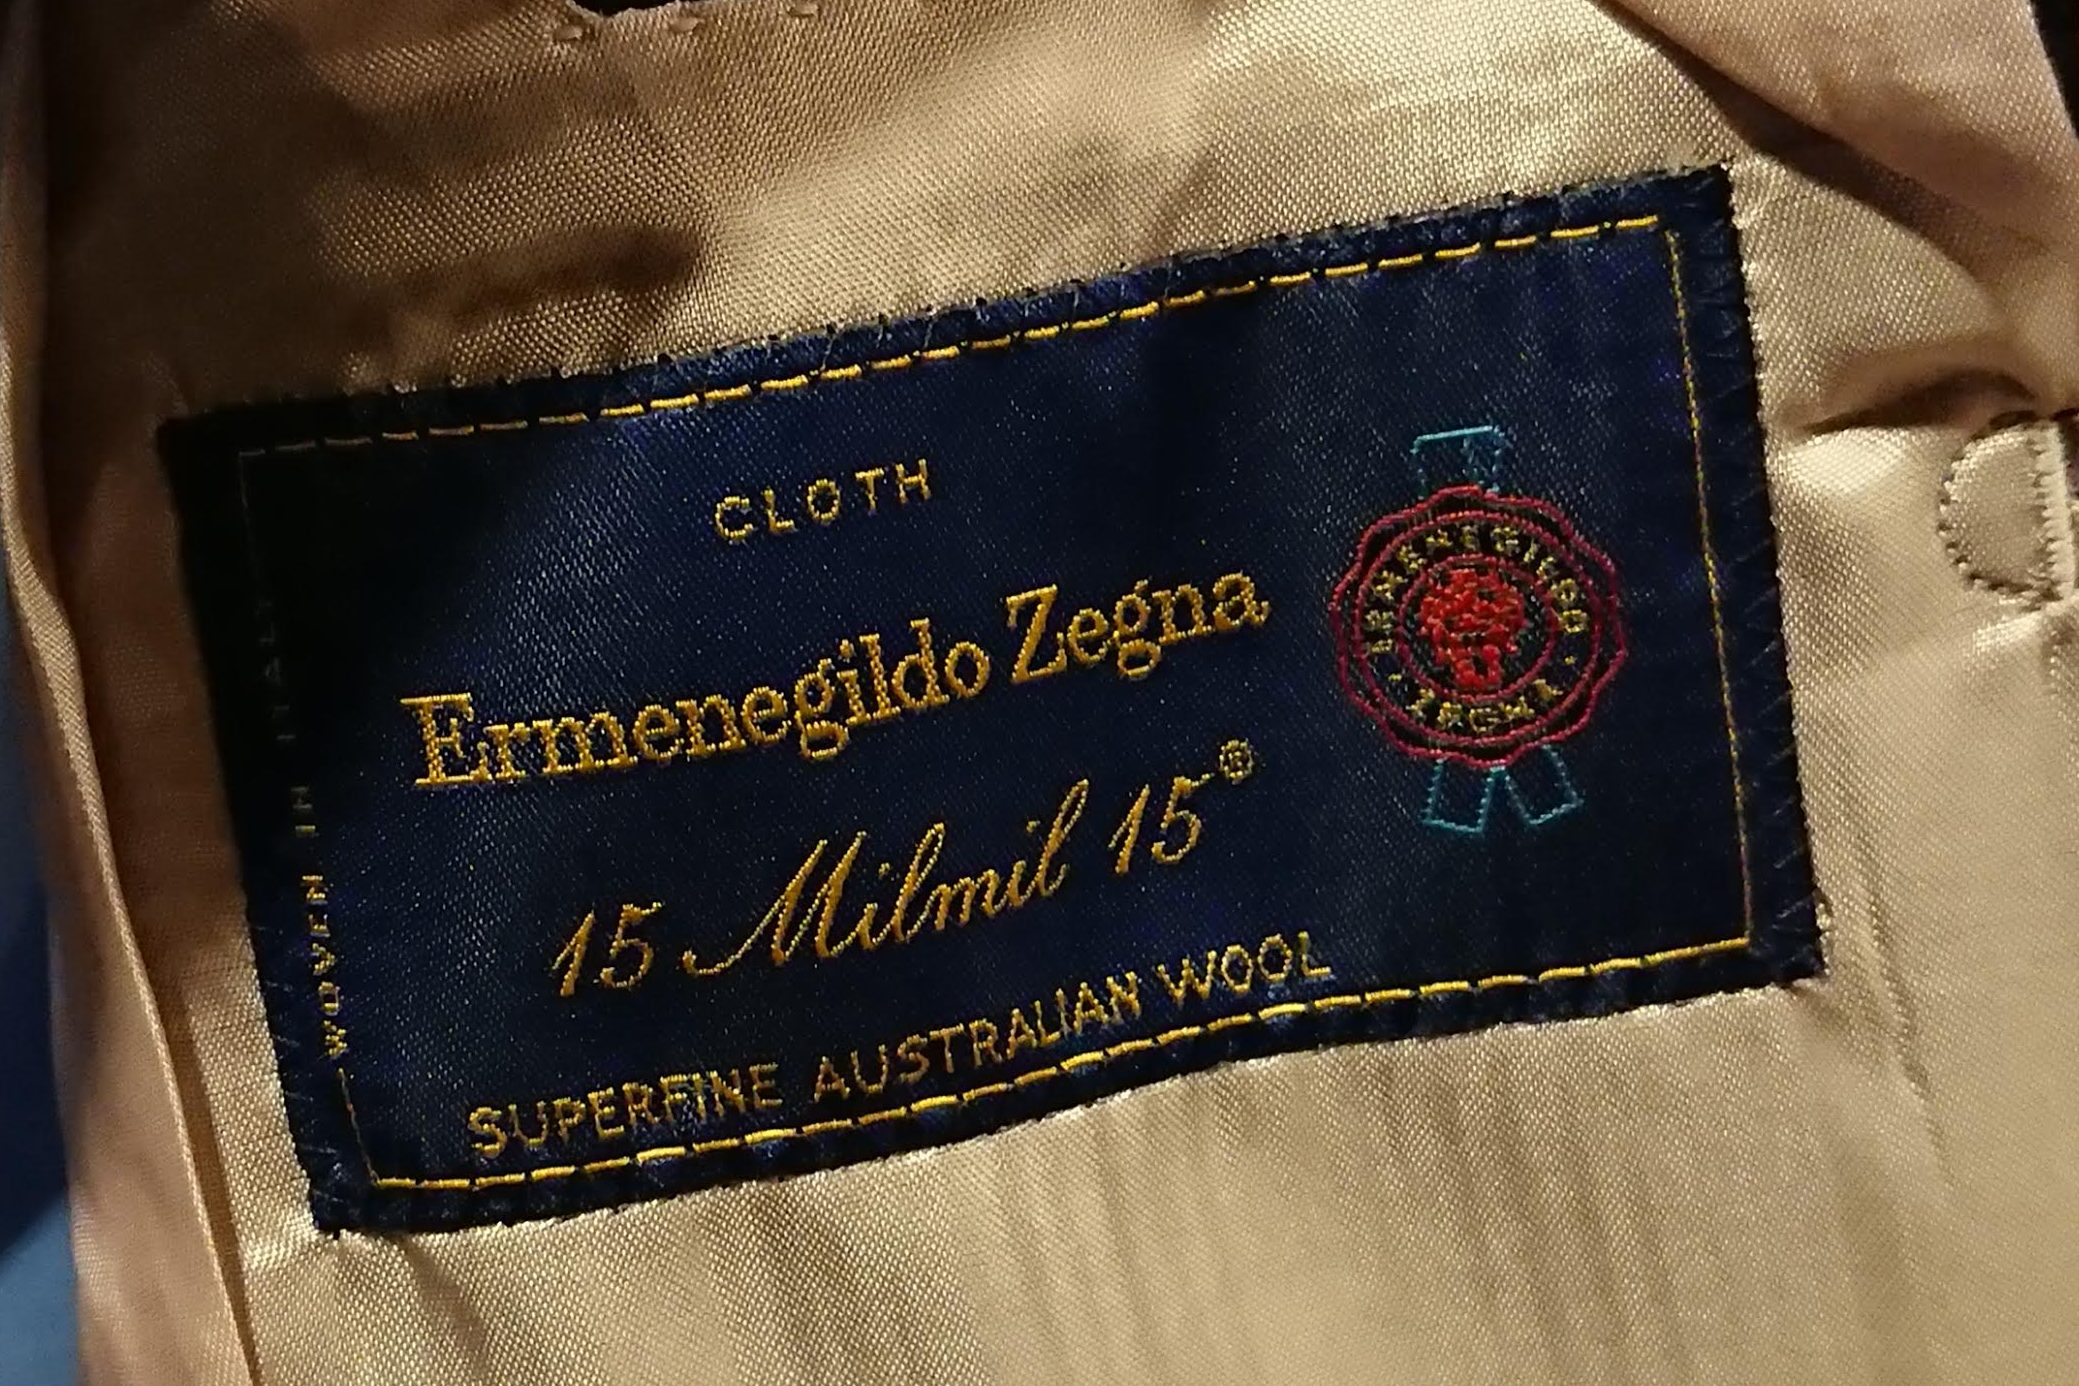 CLOTH
Ermenegildo Zegna
15 Milmil 15®
SUPERFINE AUSTRALIAN WOOL
WOVEN IN ITALY
ERMENEGILDO
· ZEGNA ·